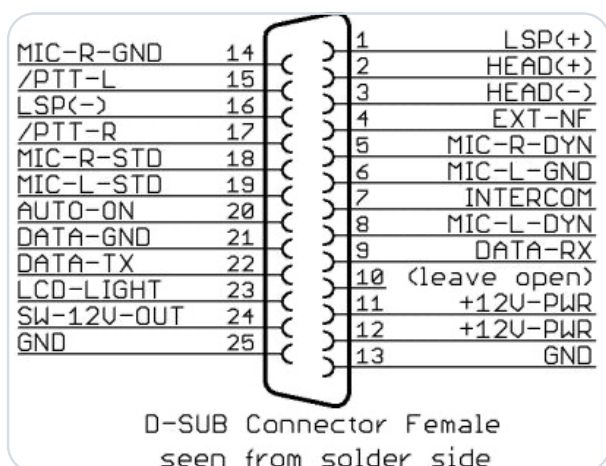 MIC-R-GND 14
/PTT-L 15
LSP(-) 16
/PTT-R 17
MIC-R-STD 18
MIC-L-STD 19
AUTO-ON 20
DATA-GND 21
DATA-TX 22
LCD-LIGHT 23
SW-12V-OUT 24
GND 25
1 LSP(+)
2 HEAD(+)
3 HEAD(-)
4 EXT-NF
5 MIC-R-DYN
6 MIC-L-GND
7 INTERCOM
8 MIC-L-DYN
9 DATA-RX
10 (leave open)
11 +12V-PWR
12 +12V-PWR
13 GND
D-SUB Connector Female
seen from solder side